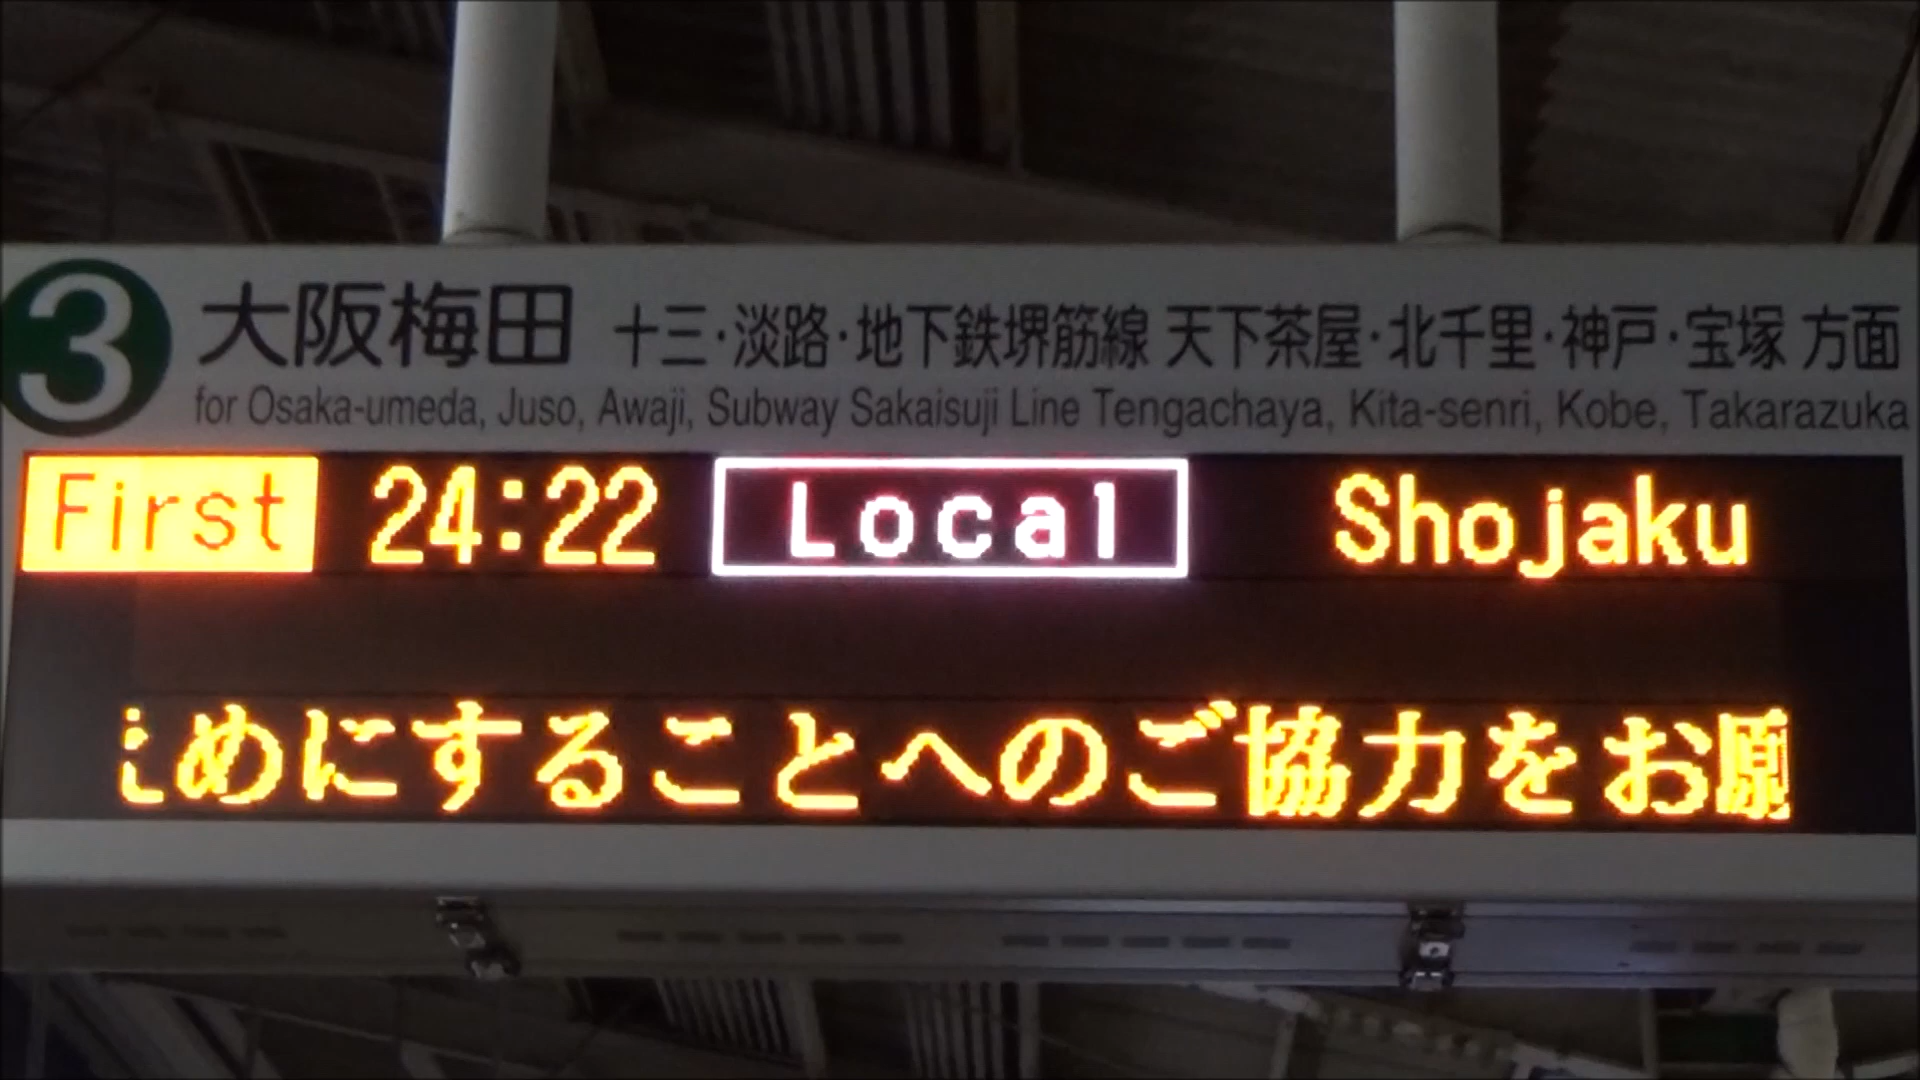 3 大阪梅田 十三・淡路・地下鉄堺筋線 天下茶屋・北千里・神戸・宝塚 方面
for Osaka-umeda, Juso, Awaji, Subway Sakaisuji Line Tengachaya, Kita-senri, Kobe, Takarazuka
First 24:22 Local Shojaku
めにすることへのご協力をお願